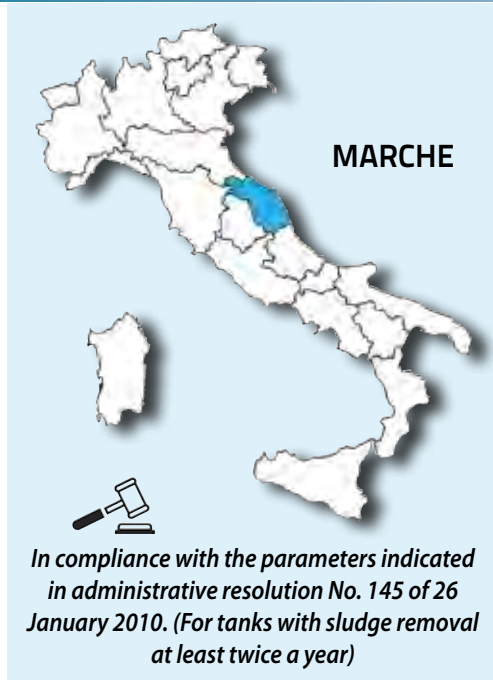 MARCHE
In compliance with the parameters indicated
in administrative resolution No. 145 of 26
January 2010. (For tanks with sludge removal
at least twice a year)